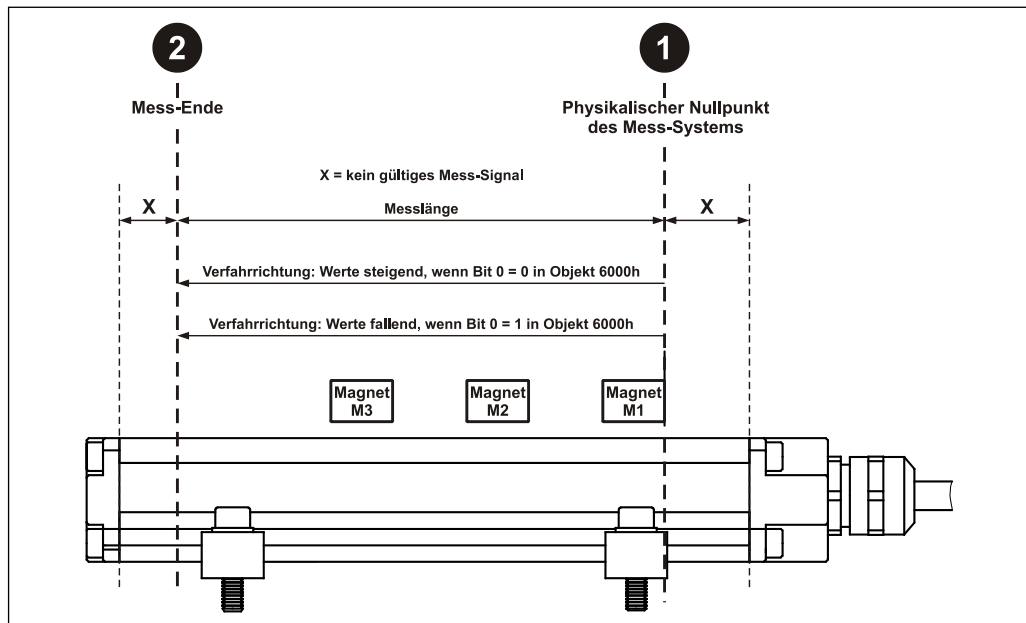 2
1
Mess-Ende
Physikalischer Nullpunkt
des Mess-Systems
X = kein gültiges Mess-Signal
X
Messlänge
X
Verfahrrichtung: Werte steigend, wenn Bit 0 = 0 in Objekt 6000h
Verfahrrichtung: Werte fallend, wenn Bit 0 = 1 in Objekt 6000h
Magnet
M3
Magnet
M2
Magnet
M1